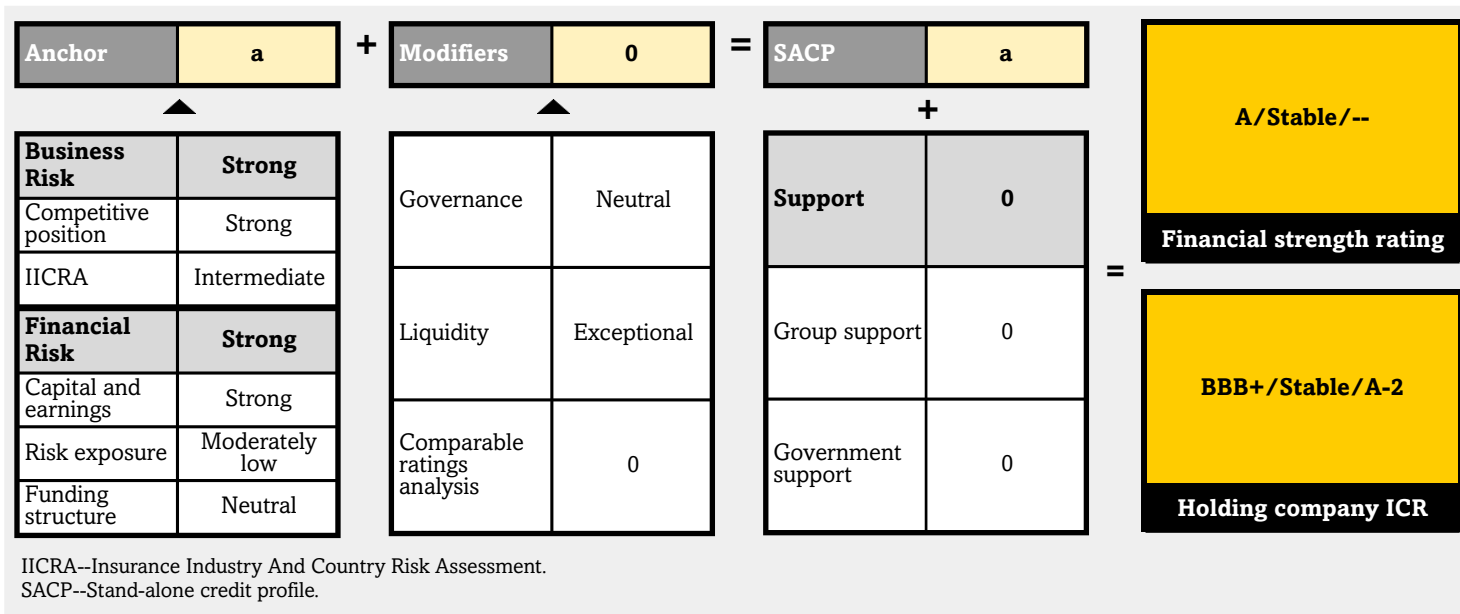 Anchor a + Modifiers 0 = SACP a
Business
Risk
Strong
Competitive
position
Strong
IICRA Intermediate
Financial
Risk
Strong
Capital and
earnings
Strong
Risk exposure
Moderately
low
Funding
structure
Neutral
Governance Neutral
Liquidity Exceptional
Comparable
ratings
analysis
0
+
Support 0
Group support 0
Government
support
0
=
A/Stable/--
Financial strength rating
BBB+/Stable/A-2
Holding company ICR
IICRA--Insurance Industry And Country Risk Assessment.
SACP--Stand-alone credit profile.